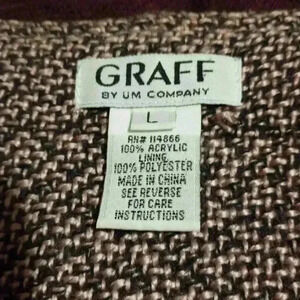 GRAFF
BY UM COMPANY
L
RN# 114866
100% ACRYLIC
LINING
100% POLYESTER
MADE IN CHINA
SEE REVERSE
FOR CARE
INSTRUCTIONS